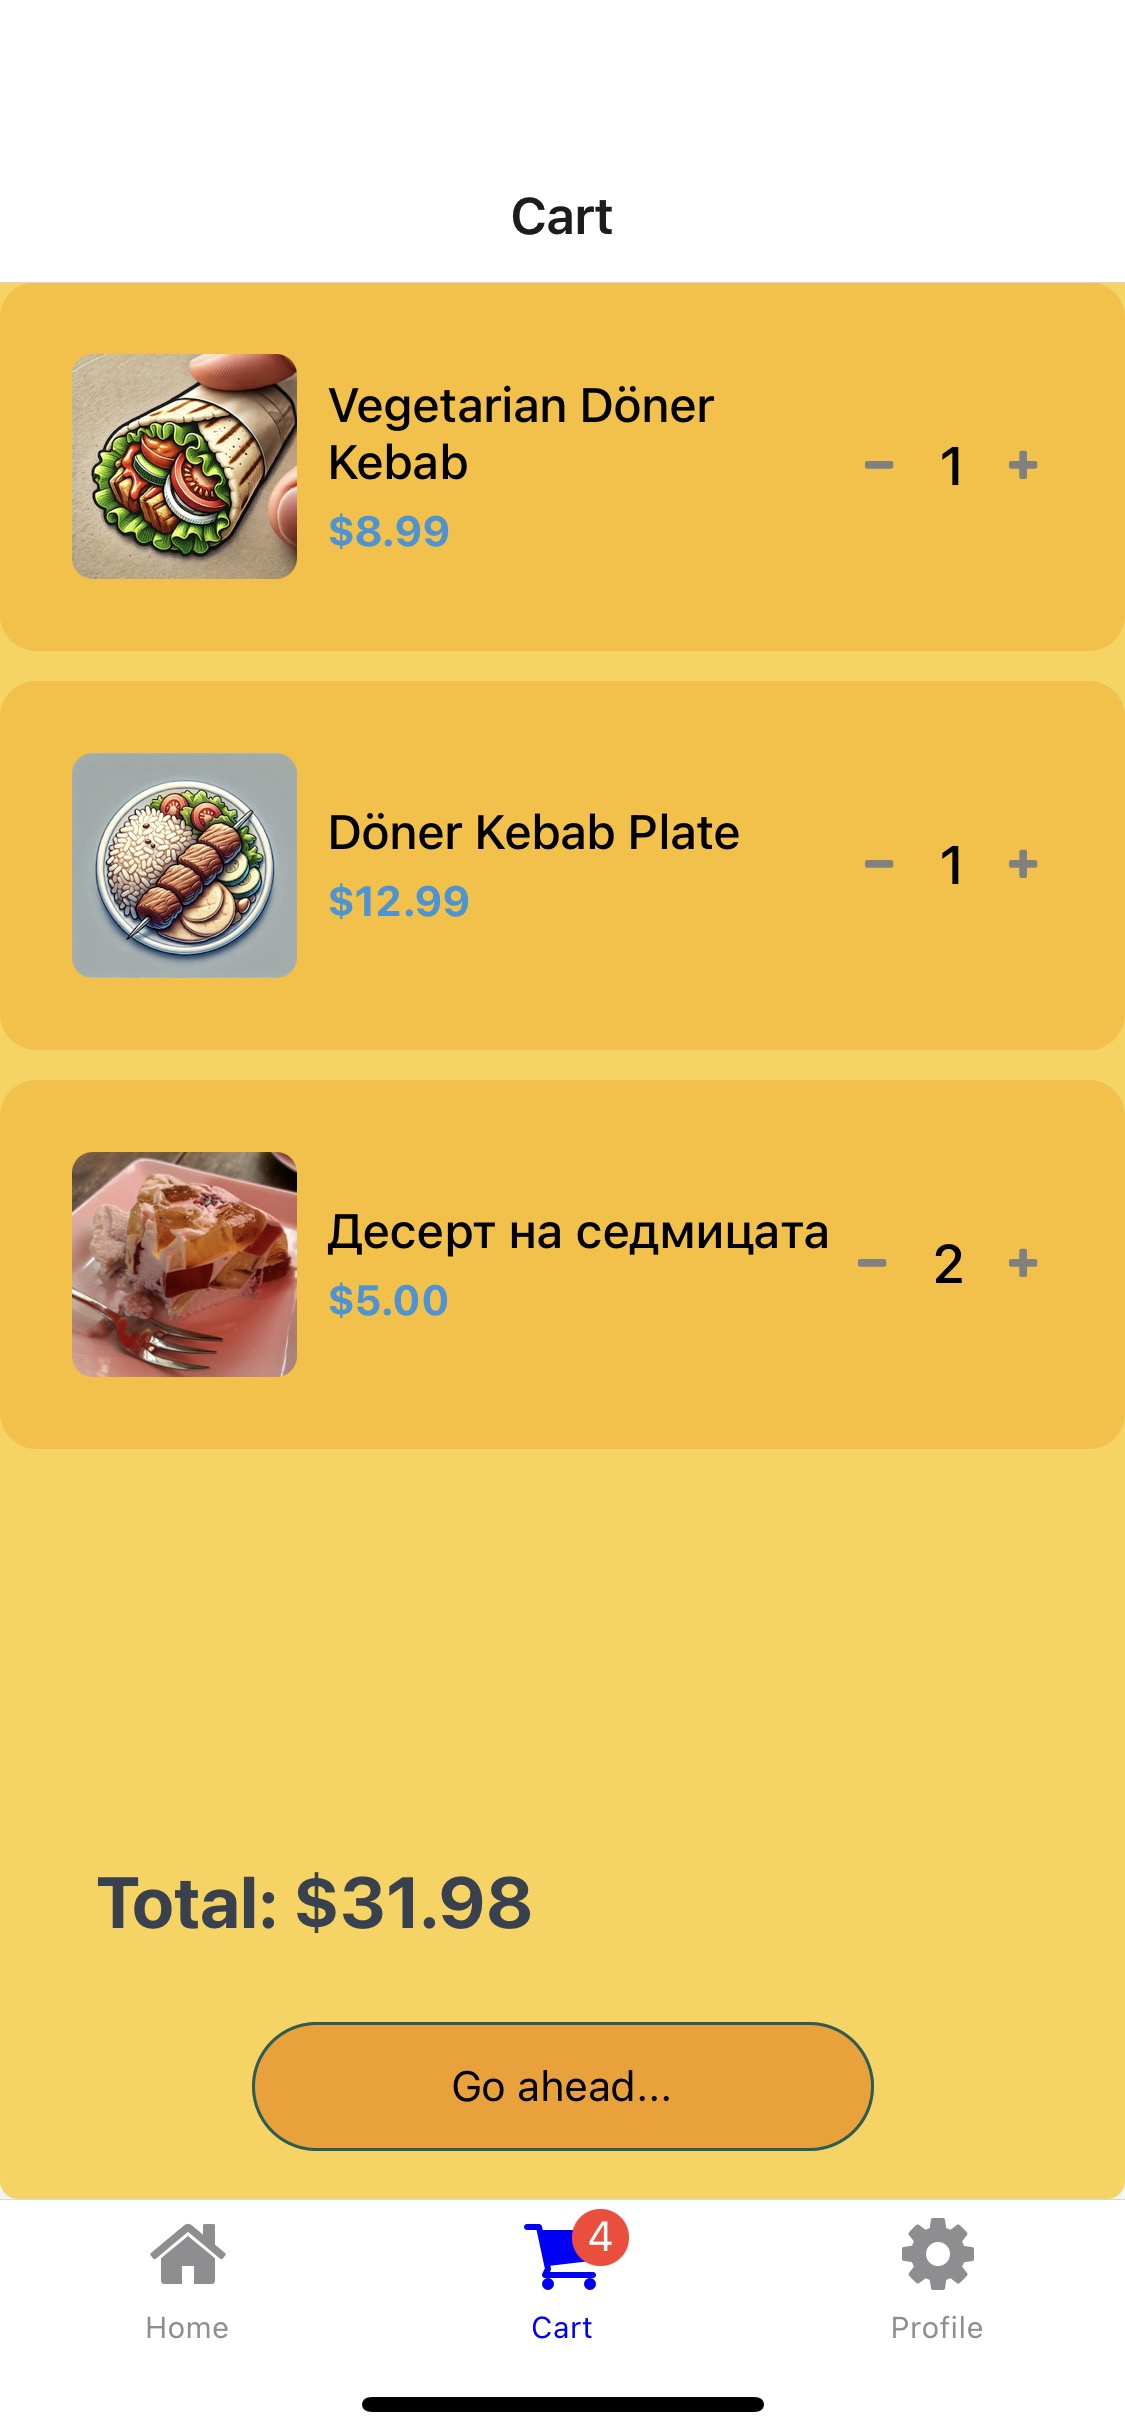 Cart
Vegetarian Döner
Kebab
$8.99
1
Döner Kebab Plate
$12.99
1
Десерт на седмицата
$5.00
2
Total: $31.98
Go ahead...
4
Home
Cart
Profile